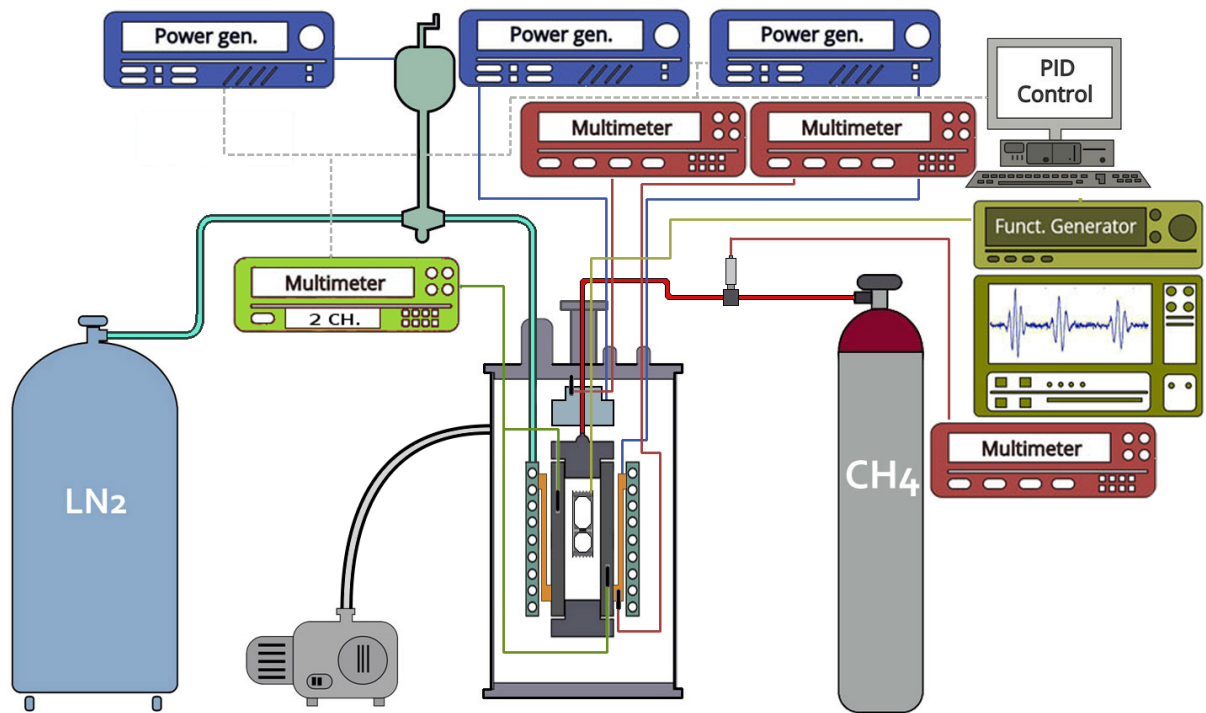 Power gen.
Power gen.
Power gen.
PID
Control
Multimeter
Multimeter
Funct. Generator
Multimeter
2 CH.
Multimeter
LN2
CH4